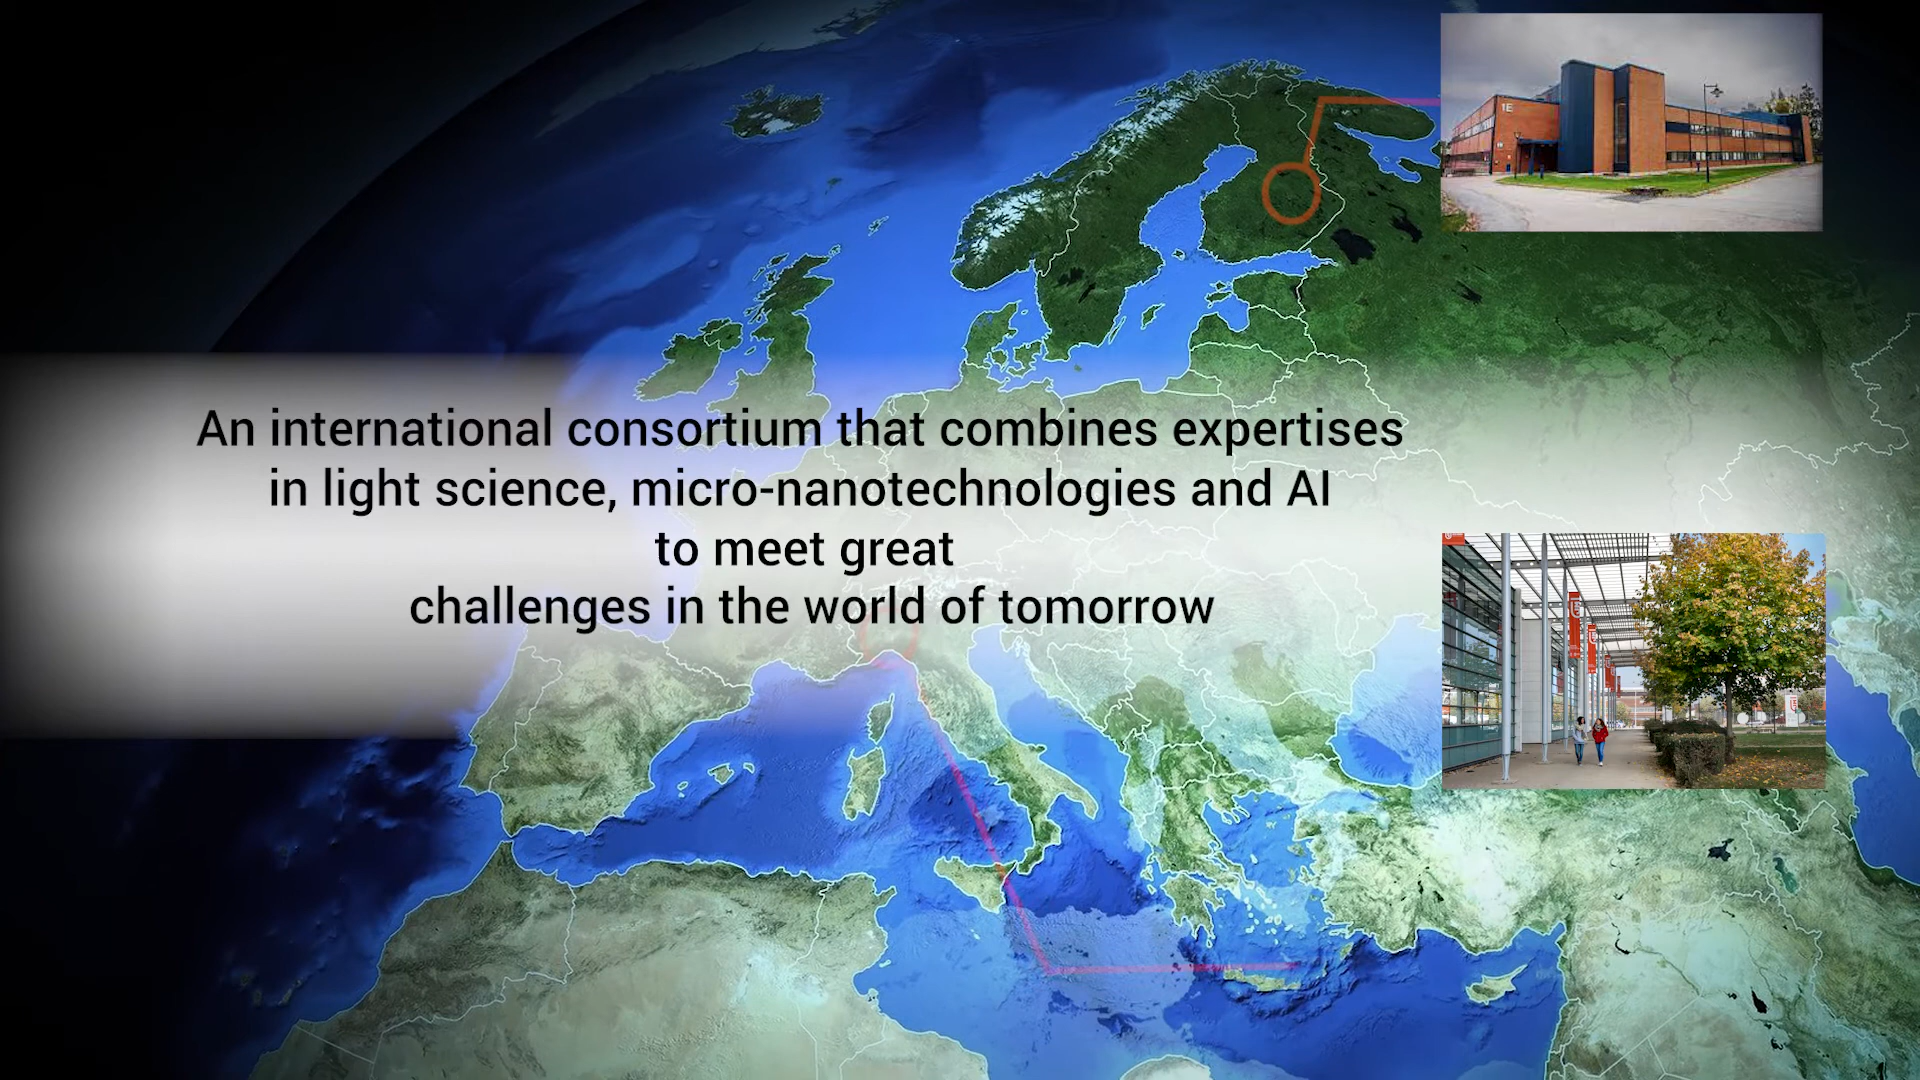 1E
An international consortium that combines expertises
in light science, micro-nanotechnologies and AI
to meet great
challenges in the world of tomorrow